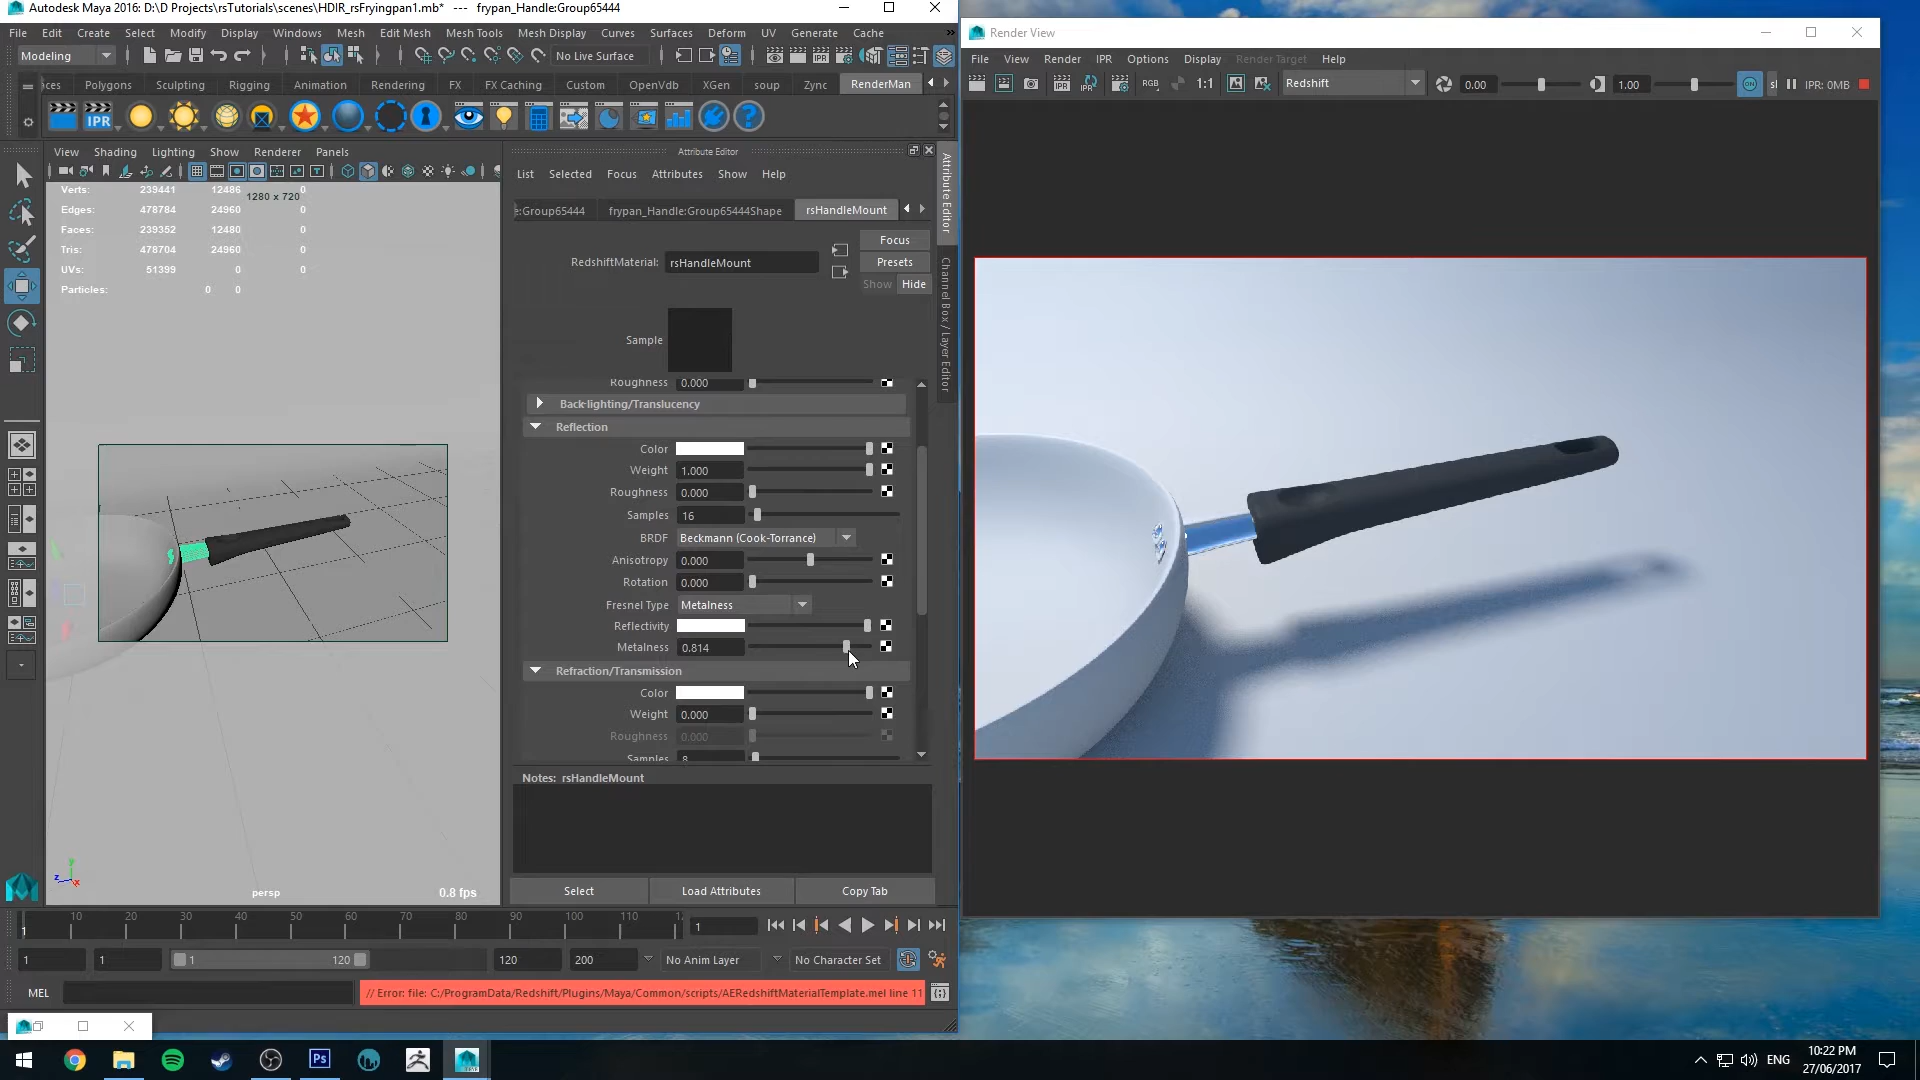 Autodesk Maya 2016: D:\D Projects\rsTutorials\scenes\HDIR_rsFryingpan1.mb* --- frypan_Handle:Group65444
File Edit Create Select Modify Display Windows Mesh Edit Mesh Mesh Tools Mesh Display Curves Surfaces Deform UV Generate Cache
Modeling No Live Surface
ces Polygons Sculpting Rigging Animation Rendering FX FX Caching Custom OpenVdb XGen soup Zync RenderMan
IPR
View Shading Lighting Show Renderer Panels
Verts: 239441 12486 0
1280 x 720
Edges: 478784 24960 0
Faces: 239352 12480 0
Tris: 478704 24960 0
UVs: 51399 0 0
Particles: 0 0
persp
0.8 fps
Attribute Editor
List Selected Focus Attributes Show Help
e:Group65444 frypan_Handle:Group65444Shape rsHandleMount
Focus
RedshiftMaterial: rsHandleMount
Presets
Show Hide
Sample
Roughness 0.000
Back-lighting/Translucency
Reflection
Color
Weight 1.000
Roughness 0.000
Samples 16
BRDF Beckmann (Cook-Torrance)
Anisotropy 0.000
Rotation 0.000
Fresnel Type Metalness
Reflectivity
Metalness 0.814
Refraction/Transmission
Color
Weight 0.000
Roughness 0.000
Samples 8
Notes: rsHandleMount
Select Load Attributes Copy Tab
Attribute Editor
Channel Box / Layer Editor
10 20 30 40 50 60 70 80 90 100 110 12
1
1
1 1 1 120 120 200 No Anim Layer No Character Set
MEL // Error: file: C:/ProgramData/Redshift/Plugins/Maya/Common/scripts/AERedshiftMaterialTemplate.mel line 11
Render View
File View Render IPR Options Display Render Target Help
IPR RGB 1:1 Redshift 0.00 1.00 ON IPR: 0MB
Ps
ENG
10:22 PM
27/06/2017